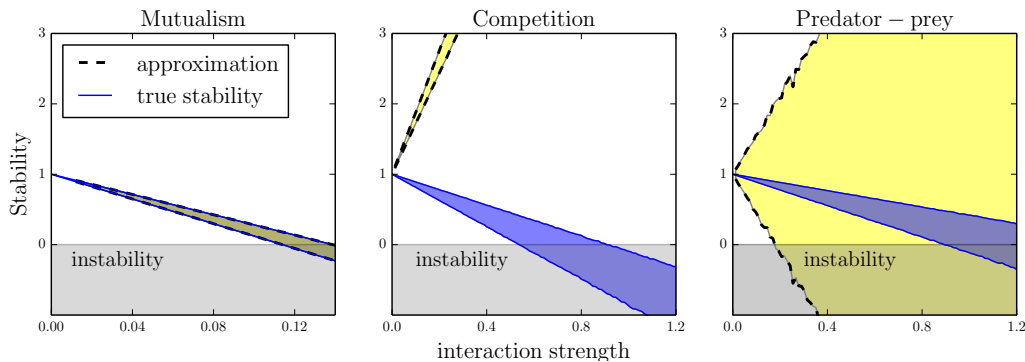 Mutualism
Competition
Predator – prey
Stability
3
2
1
0
approximation
true stability
instability
0.00
0.04
0.08
0.12
3
2
1
0
instability
0.0
0.4
0.8
1.2
3
2
1
0
instability
0.0
0.4
0.8
1.2
interaction strength